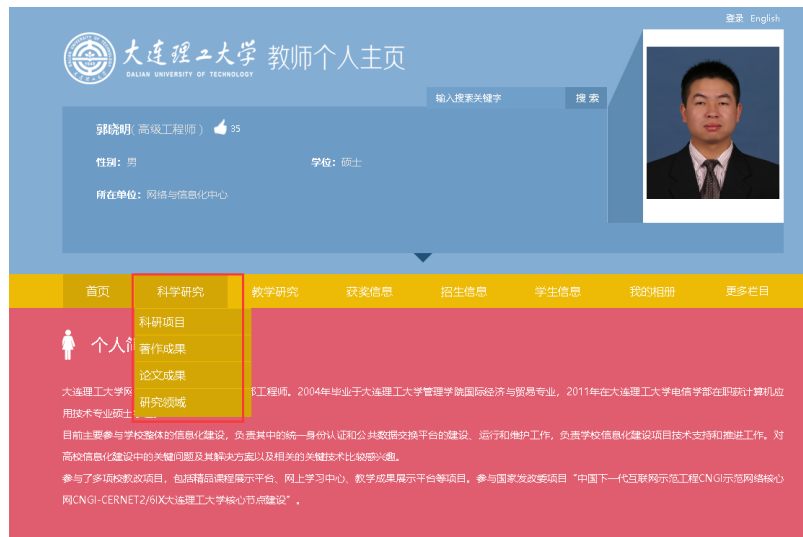 登录 English
大连理工大学 教师个人主页
DALIAN UNIVERSITY OF TECHNOLOGY
输入搜索关键字 搜 索
郭晓明( 高级工程师 ) 35
性别：男 学位：硕士
所在单位：网络与信息化中心
首页 科学研究 教学研究 获奖信息 招生信息 学生信息 我的相册 更多栏目
科研项目
个人简
著作成果
论文成果
研究领域
大连理工大学网 工程师。2004年毕业于大连理工大学管理学院国际经济与贸易专业，2011年在大连理工大学电信学部在职获计算机应
用技术专业硕士
目前主要参与学校整体的信息化建设，负责其中的统一身份认证和公共数据交换平台的建设、运行和维护工作，负责学校信息化建设项目技术支持和推进工作。对
高校信息化建设中的关键问题及其解决方案以及相关的关键技术比较感兴趣。
参与了多项校教改项目，包括精品课程展示平台、网上学习中心、教学成果展示平台等项目。参与国家发改委项目“中国下一代互联网示范工程CNGI示范网络核心
网CNGI-CERNET2/6IX大连理工大学核心节点建设”。